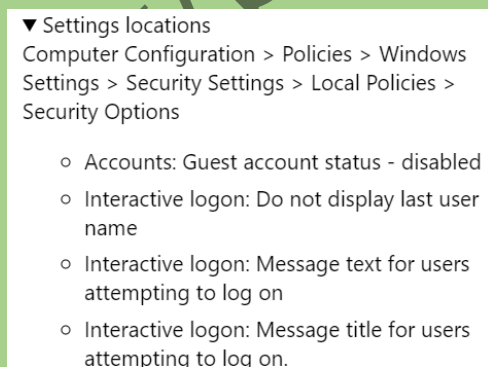 ▼ Settings locations
Computer Configuration > Policies > Windows
Settings > Security Settings > Local Policies >
Security Options
○ Accounts: Guest account status - disabled
○ Interactive logon: Do not display last user
name
○ Interactive logon: Message text for users
attempting to log on
○ Interactive logon: Message title for users
attempting to log on.